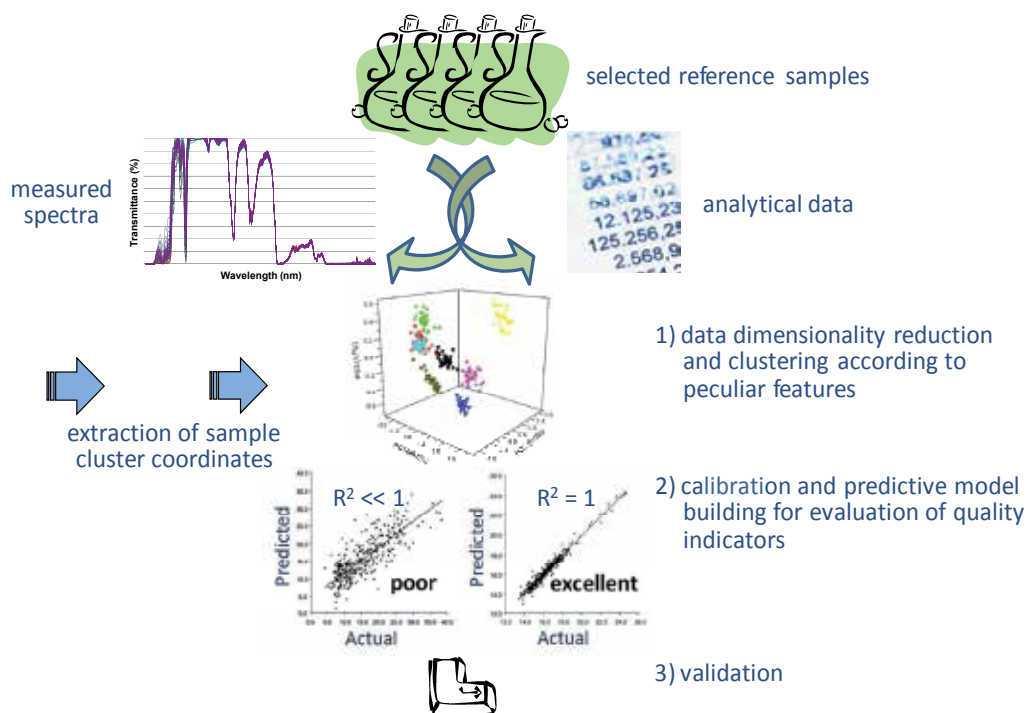 selected reference samples
measured
spectra
Transmittance (%)
Wavelength (nm)
12.125,23
125.256,25
2.568,9
analytical data
1) data dimensionality reduction
and clustering according to
peculiar features
extraction of sample
cluster coordinates
2) calibration and predictive model
building for evaluation of quality
indicators
R² << 1
poor
Predicted
Actual
R² = 1
excellent
Predicted
Actual
3) validation